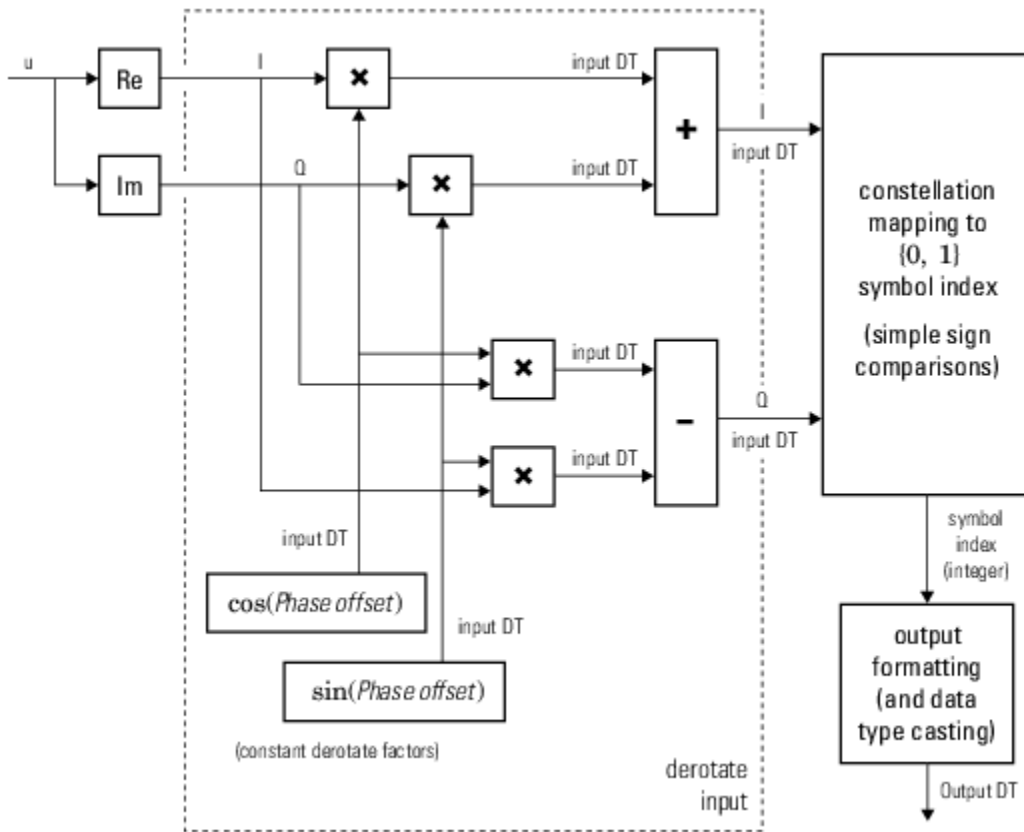 u
Re
I
×
input DT
+
I
input DT
Im
Q
×
input DT
constellation
mapping to
{0, 1}
symbol index
(simple sign
comparisons)
×
input DT
−
Q
input DT
×
input DT
input DT
cos(Phase offset)
input DT
sin(Phase offset)
(constant derotate factors)
derotate
input
symbol
index
(integer)
output
formatting
(and data
type casting)
Output DT